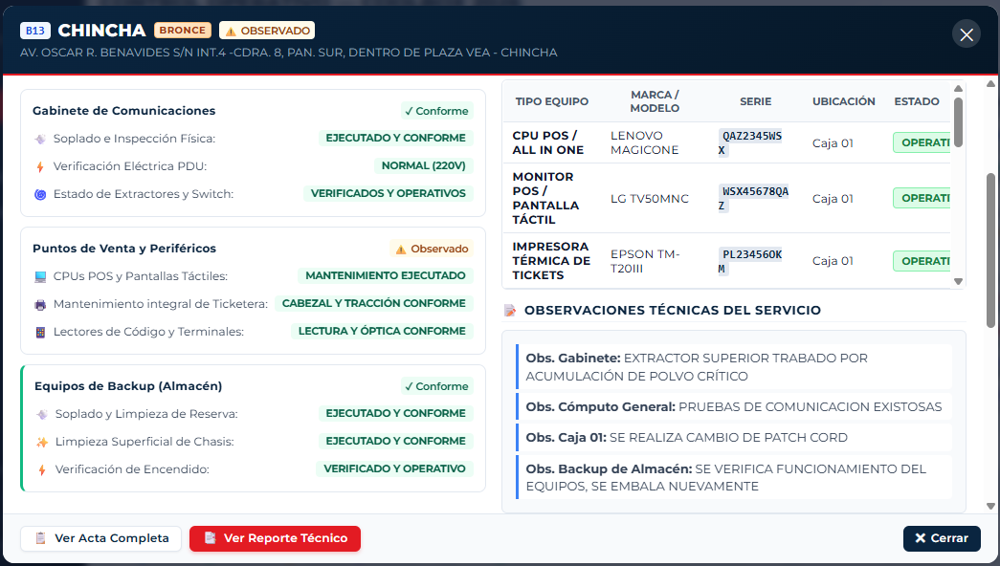 B13 CHINCHA BRONCE ⚠ OBSERVADO
AV. OSCAR R. BENAVIDES S/N INT.4 -CDRA. 8, PAN. SUR, DENTRO DE PLAZA VEA - CHINCHA
Gabinete de Comunicaciones ✓ Conforme
Soplado e Inspección Física: EJECUTADO Y CONFORME
Verificación Eléctrica PDU: NORMAL (220V)
Estado de Extractores y Switch: VERIFICADOS Y OPERATIVOS
Puntos de Venta y Periféricos ⚠ Observado
CPUs POS y Pantallas Táctiles: MANTENIMIENTO EJECUTADO
Mantenimiento integral de Ticketera: CABEZAL Y TRACCIÓN CONFORME
Lectores de Código y Terminales: LECTURA Y ÓPTICA CONFORME
Equipos de Backup (Almacén) ✓ Conforme
Soplado y Limpieza de Reserva: EJECUTADO Y CONFORME
Limpieza Superficial de Chasis: EJECUTADO Y CONFORME
Verificación de Encendido: VERIFICADO Y OPERATIVO
TIPO EQUIPO
MARCA /
MODELO
SERIE
UBICACIÓN
ESTADO
CPU POS /
ALL IN ONE
LENOVO
MAGICONE
QAZ2345WS
X
Caja 01
OPERATI
MONITOR
POS /
PANTALLA
TÁCTIL
LG TV50MNC
WSX45678QA
Z
Caja 01
OPERATI
IMPRESORA
TÉRMICA DE
TICKETS
EPSON TM-
T20III
PL23456OK
M
Caja 01
OPERATI
OBSERVACIONES TÉCNICAS DEL SERVICIO
Obs. Gabinete: EXTRACTOR SUPERIOR TRABADO POR
ACUMULACIÓN DE POLVO CRÍTICO
Obs. Cómputo General: PRUEBAS DE COMUNICACION EXISTOSAS
Obs. Caja 01: SE REALIZA CAMBIO DE PATCH CORD
Obs. Backup de Almacén: SE VERIFICA FUNCIONAMIENTO DEL
EQUIPOS, SE EMBALA NUEVAMENTE
Ver Acta Completa
Ver Reporte Técnico
Cerrar